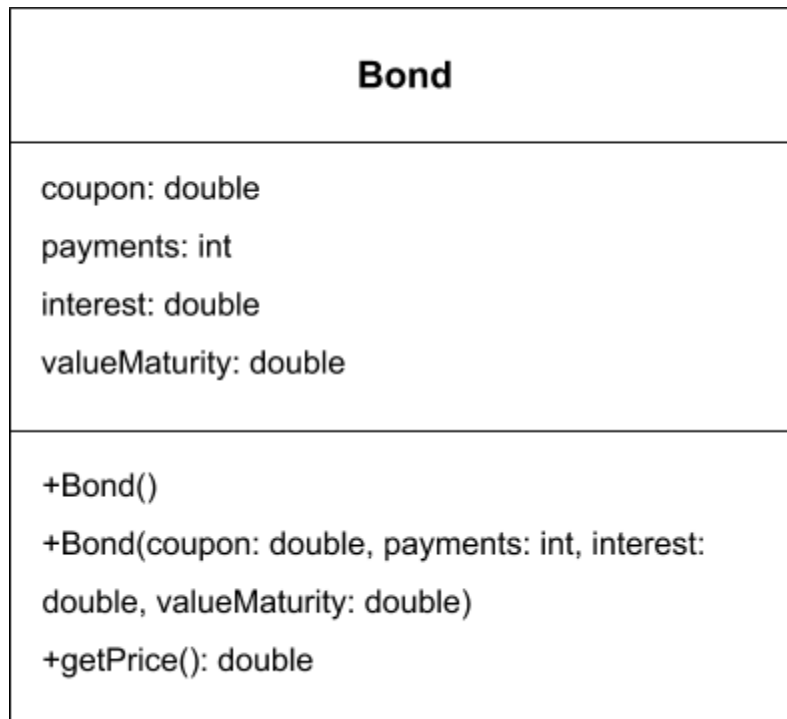 Bond
coupon: double
payments: int
interest: double
valueMaturity: double
+Bond()
+Bond(coupon: double, payments: int, interest:
double, valueMaturity: double)
+getPrice(): double